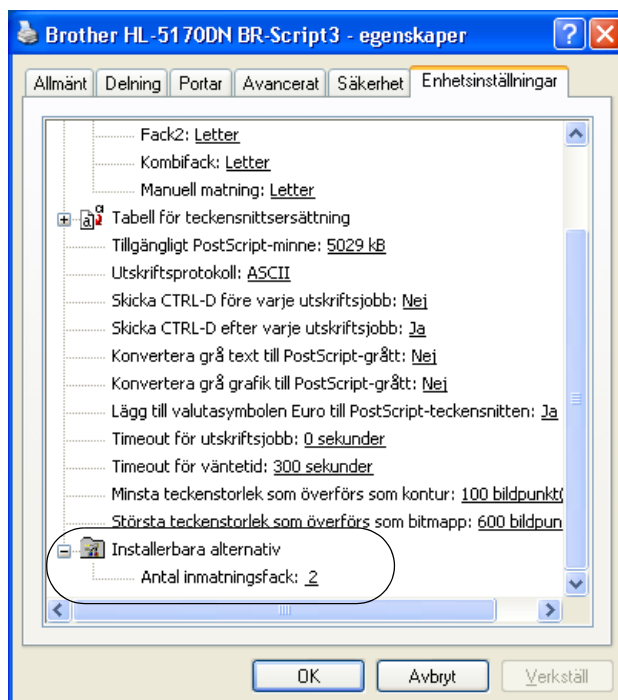 Brother HL-5170DN BR-Script3 - egenskaper
Allmänt Delning Portar Avancerat Säkerhet Enhetsinställningar
Fack2: Letter
Kombifack: Letter
Manuell matning: Letter
Tabell för teckensnittsersättning
Tillgängligt PostScript-minne: 5029 kB
Utskriftsprotokoll: ASCII
Skicka CTRL-D före varje utskriftsjobb: Nej
Skicka CTRL-D efter varje utskriftsjobb: Ja
Konvertera grå text till PostScript-grått: Nej
Konvertera grå grafik till PostScript-grått: Nej
Lägg till valutasymbolen Euro till PostScript-teckensnitten: Ja
Timeout för utskriftsjobb: 0 sekunder
Timeout för väntetid: 300 sekunder
Minsta teckenstorlek som överförs som kontur: 100 bildpunkt(
Största teckenstorlek som överförs som bitmapp: 600 bildpun
Installerbara alternativ
Antal inmatningsfack: 2
OK Avbryt Verkställ